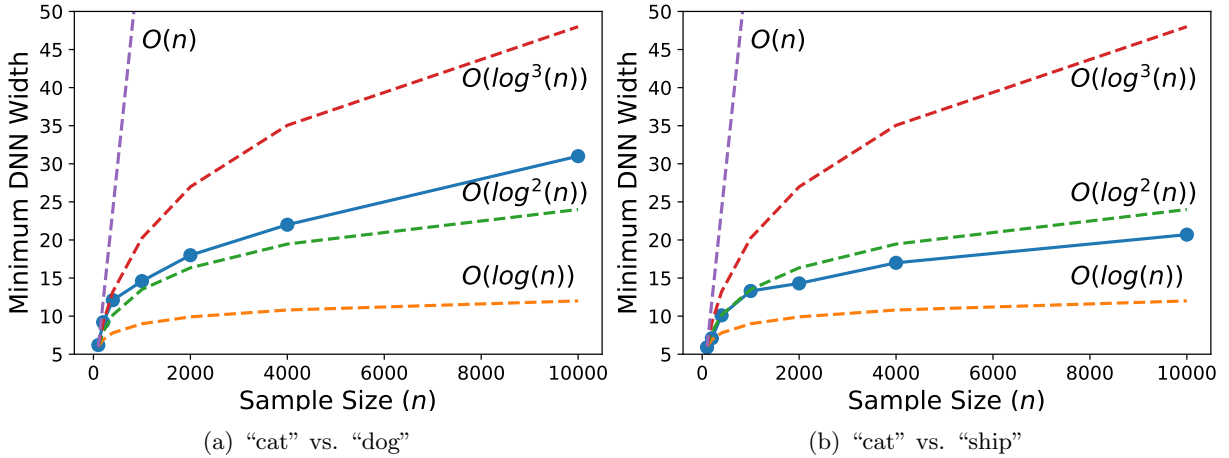 50
45
40
35
30
25
20
15
10
5
Minimum DNN Width
O(n)
O(log³(n))
O(log²(n))
O(log(n))
0 2000 4000 6000 8000 10000
Sample Size (n)
(a) “cat” vs. “dog”
50
45
40
35
30
25
20
15
10
5
Minimum DNN Width
O(n)
O(log³(n))
O(log²(n))
O(log(n))
0 2000 4000 6000 8000 10000
Sample Size (n)
(b) “cat” vs. “ship”